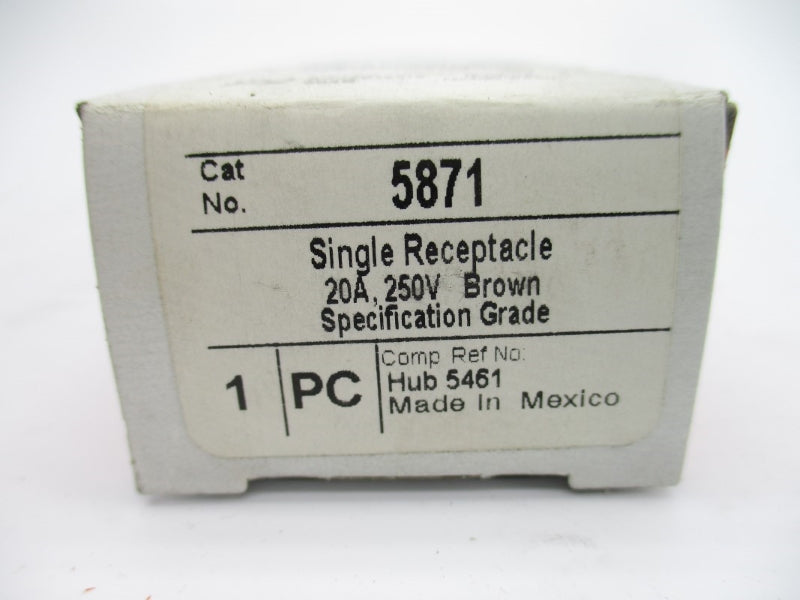 Cat No. 5871
Single Receptacle
20A, 250V Brown
Specification Grade
1 PC
Comp Ref No:
Hub 5461
Made In Mexico